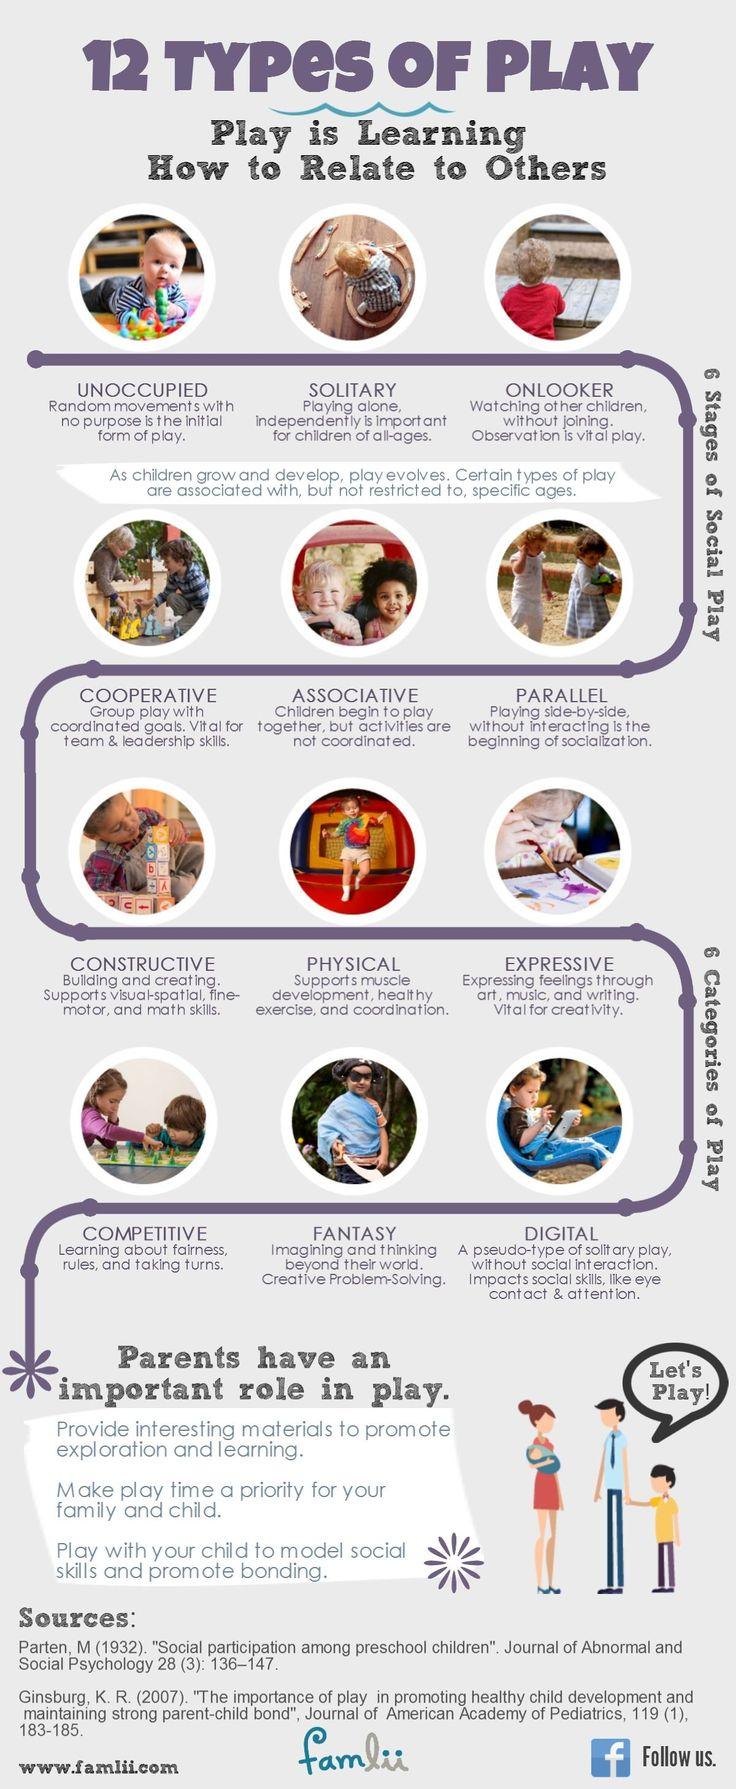 12 TYPES OF PLAY
Play is Learning
How to Relate to Others
UNOCCUPIED
Random movements with
no purpose is the initial
form of play.
SOLITARY
Playing alone,
independently is important
for children of all-ages.
ONLOOKER
Watching other children,
without joining.
Observation is vital play.
6 Stages of Social Play
As children grow and develop, play evolves. Certain types of play
are associated with, but not restricted to, specific ages.
COOPERATIVE
Group play with
coordinated goals. Vital for
team & leadership skills.
ASSOCIATIVE
Children begin to play
together, but activities are
not coordinated.
PARALLEL
Playing side-by-side,
without interacting is the
beginning of socialization.
CONSTRUCTIVE
Building and creating.
Supports visual-spatial, fine-
motor, and math skills.
PHYSICAL
Supports muscle
development, healthy
exercise, and coordination.
EXPRESSIVE
Expressing feelings through
art, music, and writing.
Vital for creativity.
6 Categories of Play
COMPETITIVE
Learning about fairness,
rules, and taking turns.
FANTASY
Imagining and thinking
beyond their world.
Creative Problem-Solving.
DIGITAL
A pseudo-type of solitary play,
without social interaction.
Impacts social skills, like eye
contact & attention.
Parents have an
important role in play.
Let's
Play!
Provide interesting materials to promote
exploration and learning.
Make play time a priority for your
family and child.
Play with your child to model social
skills and promote bonding.
Sources:
Parten, M (1932). "Social participation among preschool children". Journal of Abnormal and
Social Psychology 28 (3): 136–147.
Ginsburg, K. R. (2007). "The importance of play in promoting healthy child development and
maintaining strong parent-child bond", Journal of American Academy of Pediatrics, 119 (1),
183-185.
www.famlii.com
famlii
f Follow us.